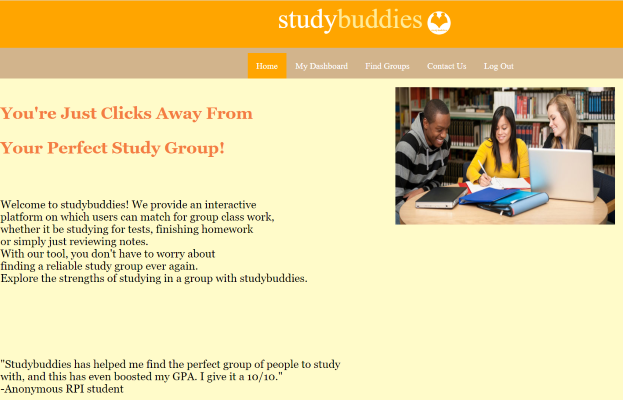 studybuddies
Home My Dashboard Find Groups Contact Us Log Out
You're Just Clicks Away From
Your Perfect Study Group!
Welcome to studybuddies! We provide an interactive
platform on which users can match for group class work,
whether it be studying for tests, finishing homework
or simply just reviewing notes.
With our tool, you don't have to worry about
finding a reliable study group ever again.
Explore the strengths of studying in a group with studybuddies.
"Studybuddies has helped me find the perfect group of people to study
with, and this has even boosted my GPA. I give it a 10/10."
-Anonymous RPI student